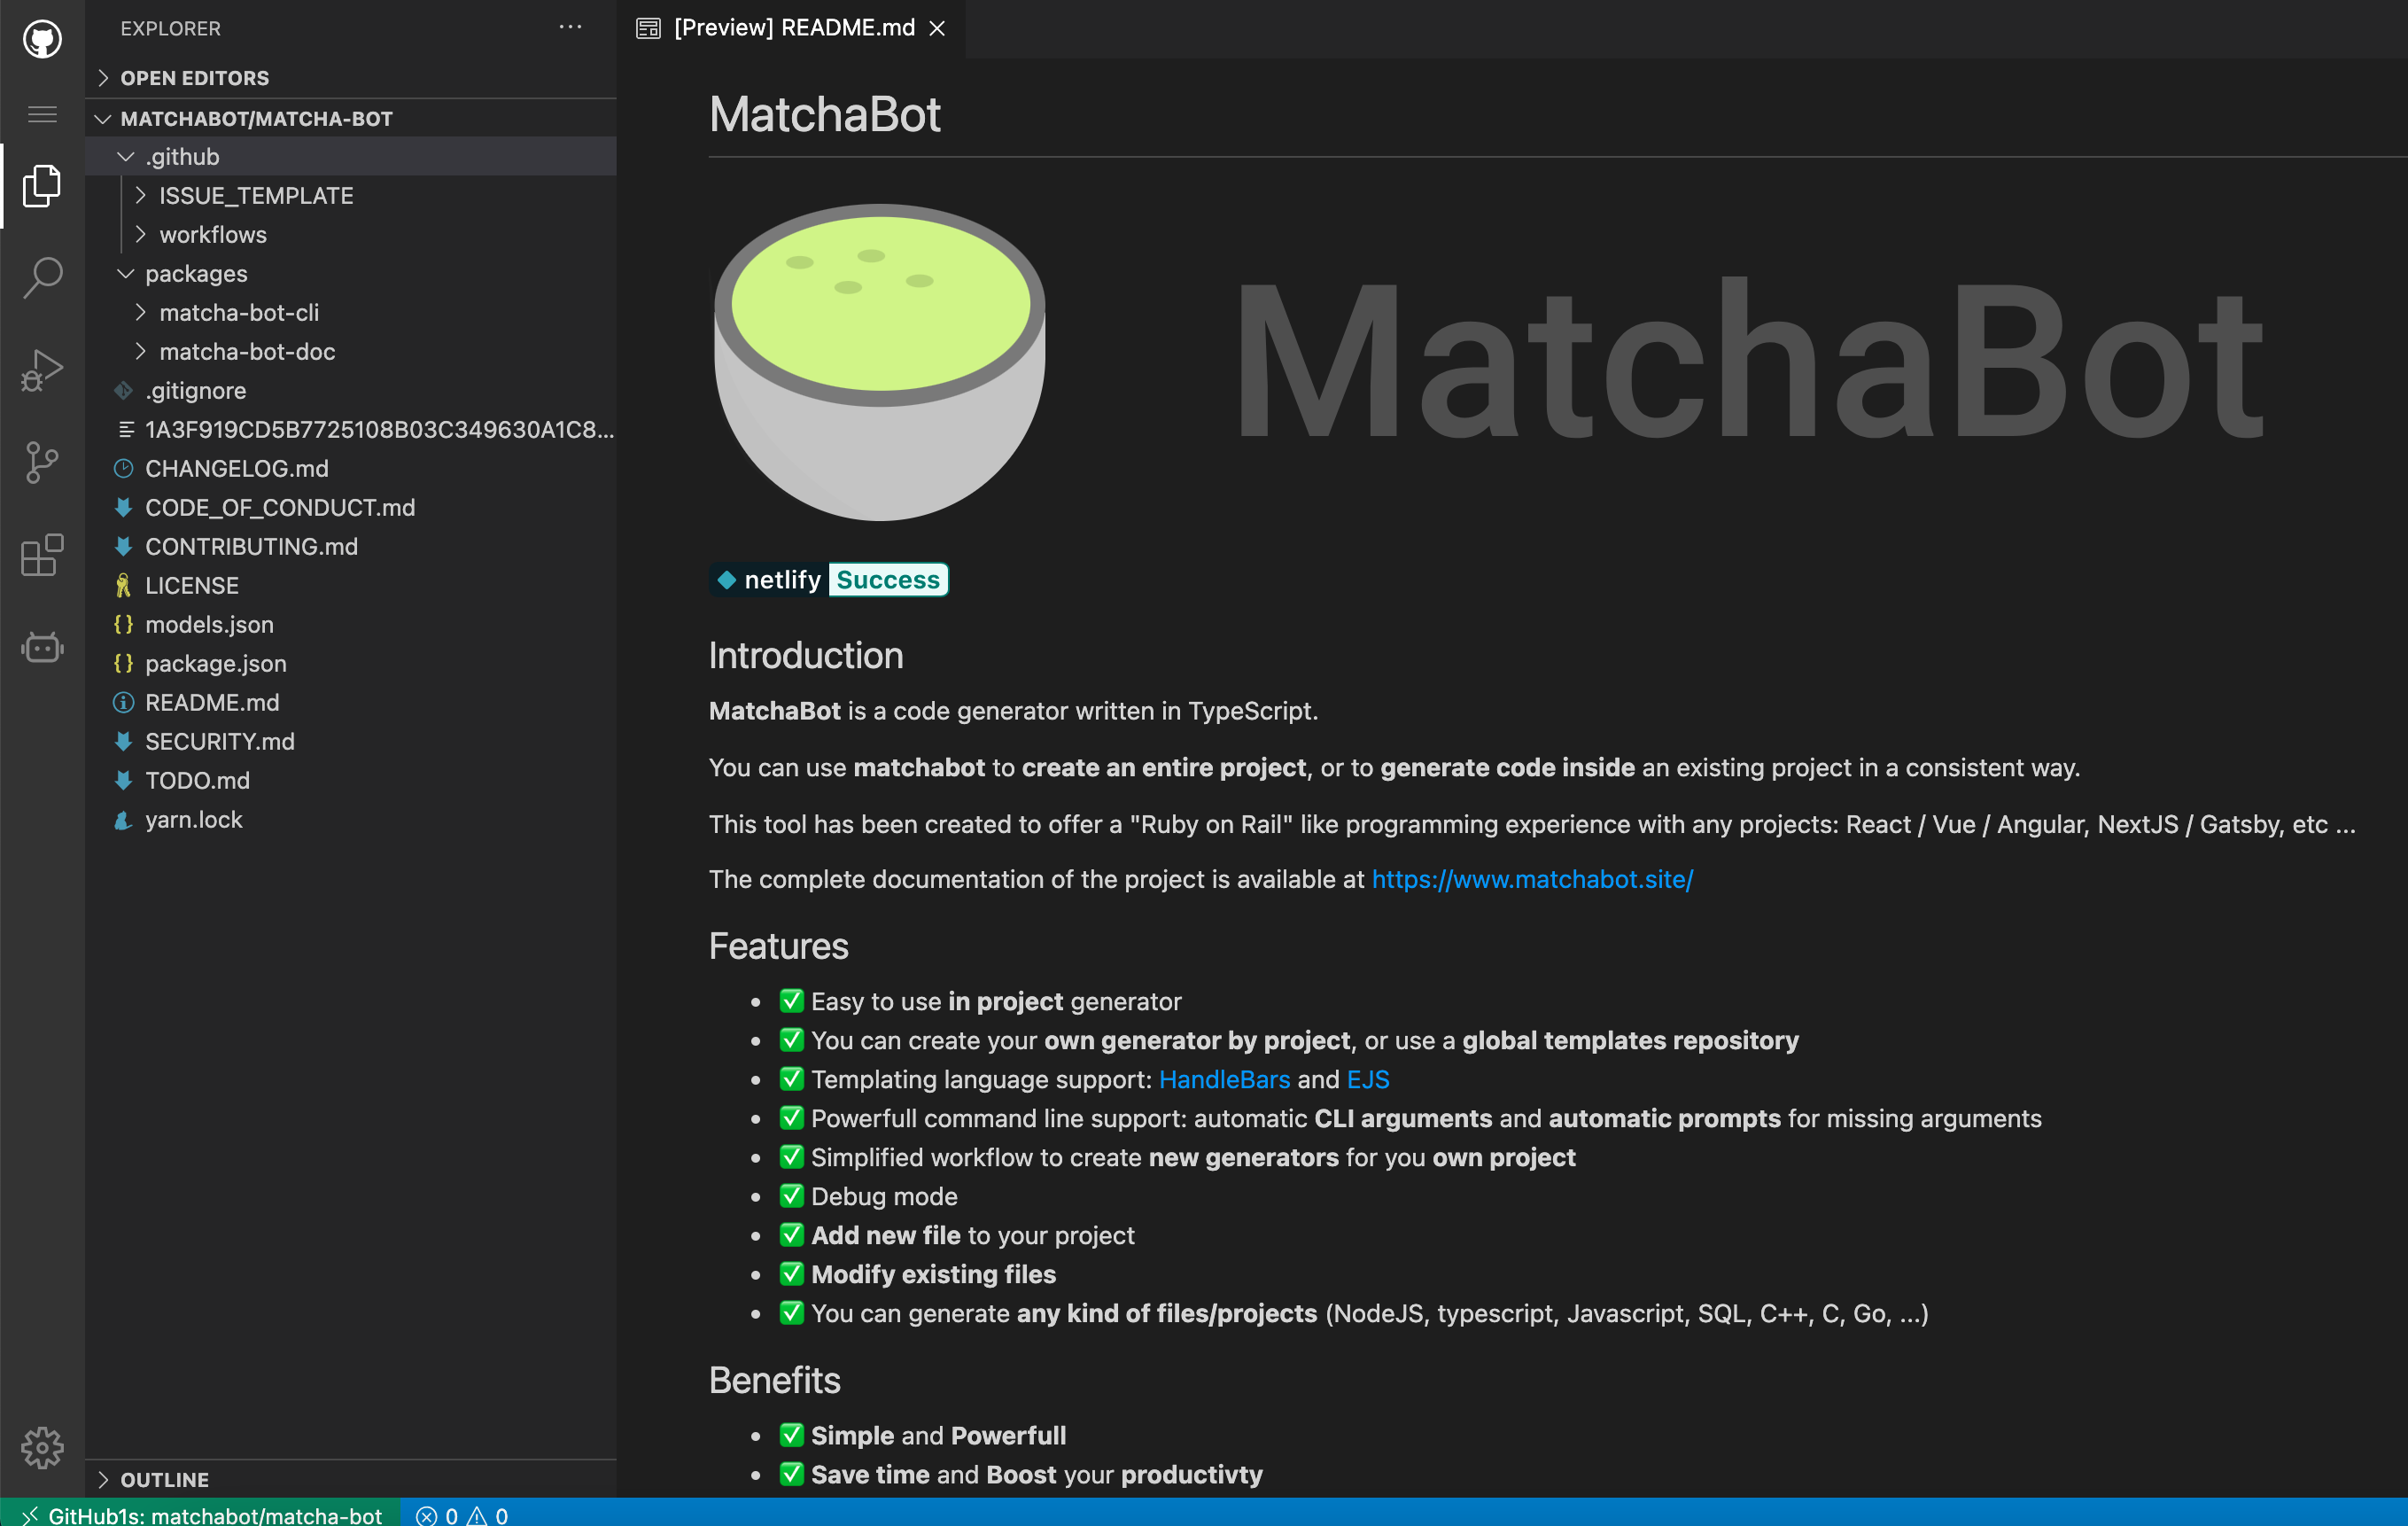 EXPLORER
OPEN EDITORS
MATCHABOT/MATCHA-BOT
.github
ISSUE_TEMPLATE
workflows
packages
matcha-bot-cli
matcha-bot-doc
.gitignore
1A3F919CD5B7725108B03C349630A1C8...
CHANGELOG.md
CODE_OF_CONDUCT.md
CONTRIBUTING.md
LICENSE
models.json
package.json
README.md
SECURITY.md
TODO.md
yarn.lock
OUTLINE
[Preview] README.md
MatchaBot
MatchaBot
netlify Success
Introduction
MatchaBot is a code generator written in TypeScript.
You can use matchabot to create an entire project, or to generate code inside an existing project in a consistent way.
This tool has been created to offer a "Ruby on Rail" like programming experience with any projects: React / Vue / Angular, NextJS / Gatsby, etc ...
The complete documentation of the project is available at https://www.matchabot.site/
Features
Easy to use in project generator
You can create your own generator by project, or use a global templates repository
Templating language support: HandleBars and EJS
Powerfull command line support: automatic CLI arguments and automatic prompts for missing arguments
Simplified workflow to create new generators for you own project
Debug mode
Add new file to your project
Modify existing files
You can generate any kind of files/projects (NodeJS, typescript, Javascript, SQL, C++, C, Go, ...)
Benefits
Simple and Powerfull
Save time and Boost your productivty
GitHub1s: matchabot/matcha-bot 0 0